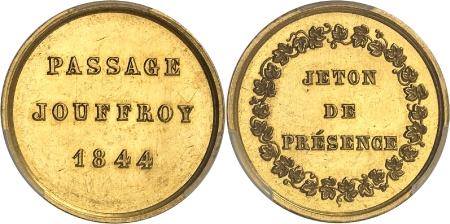 PASSAGE
JOUFFROY
1844
JETON
DE
PRÉSENCE